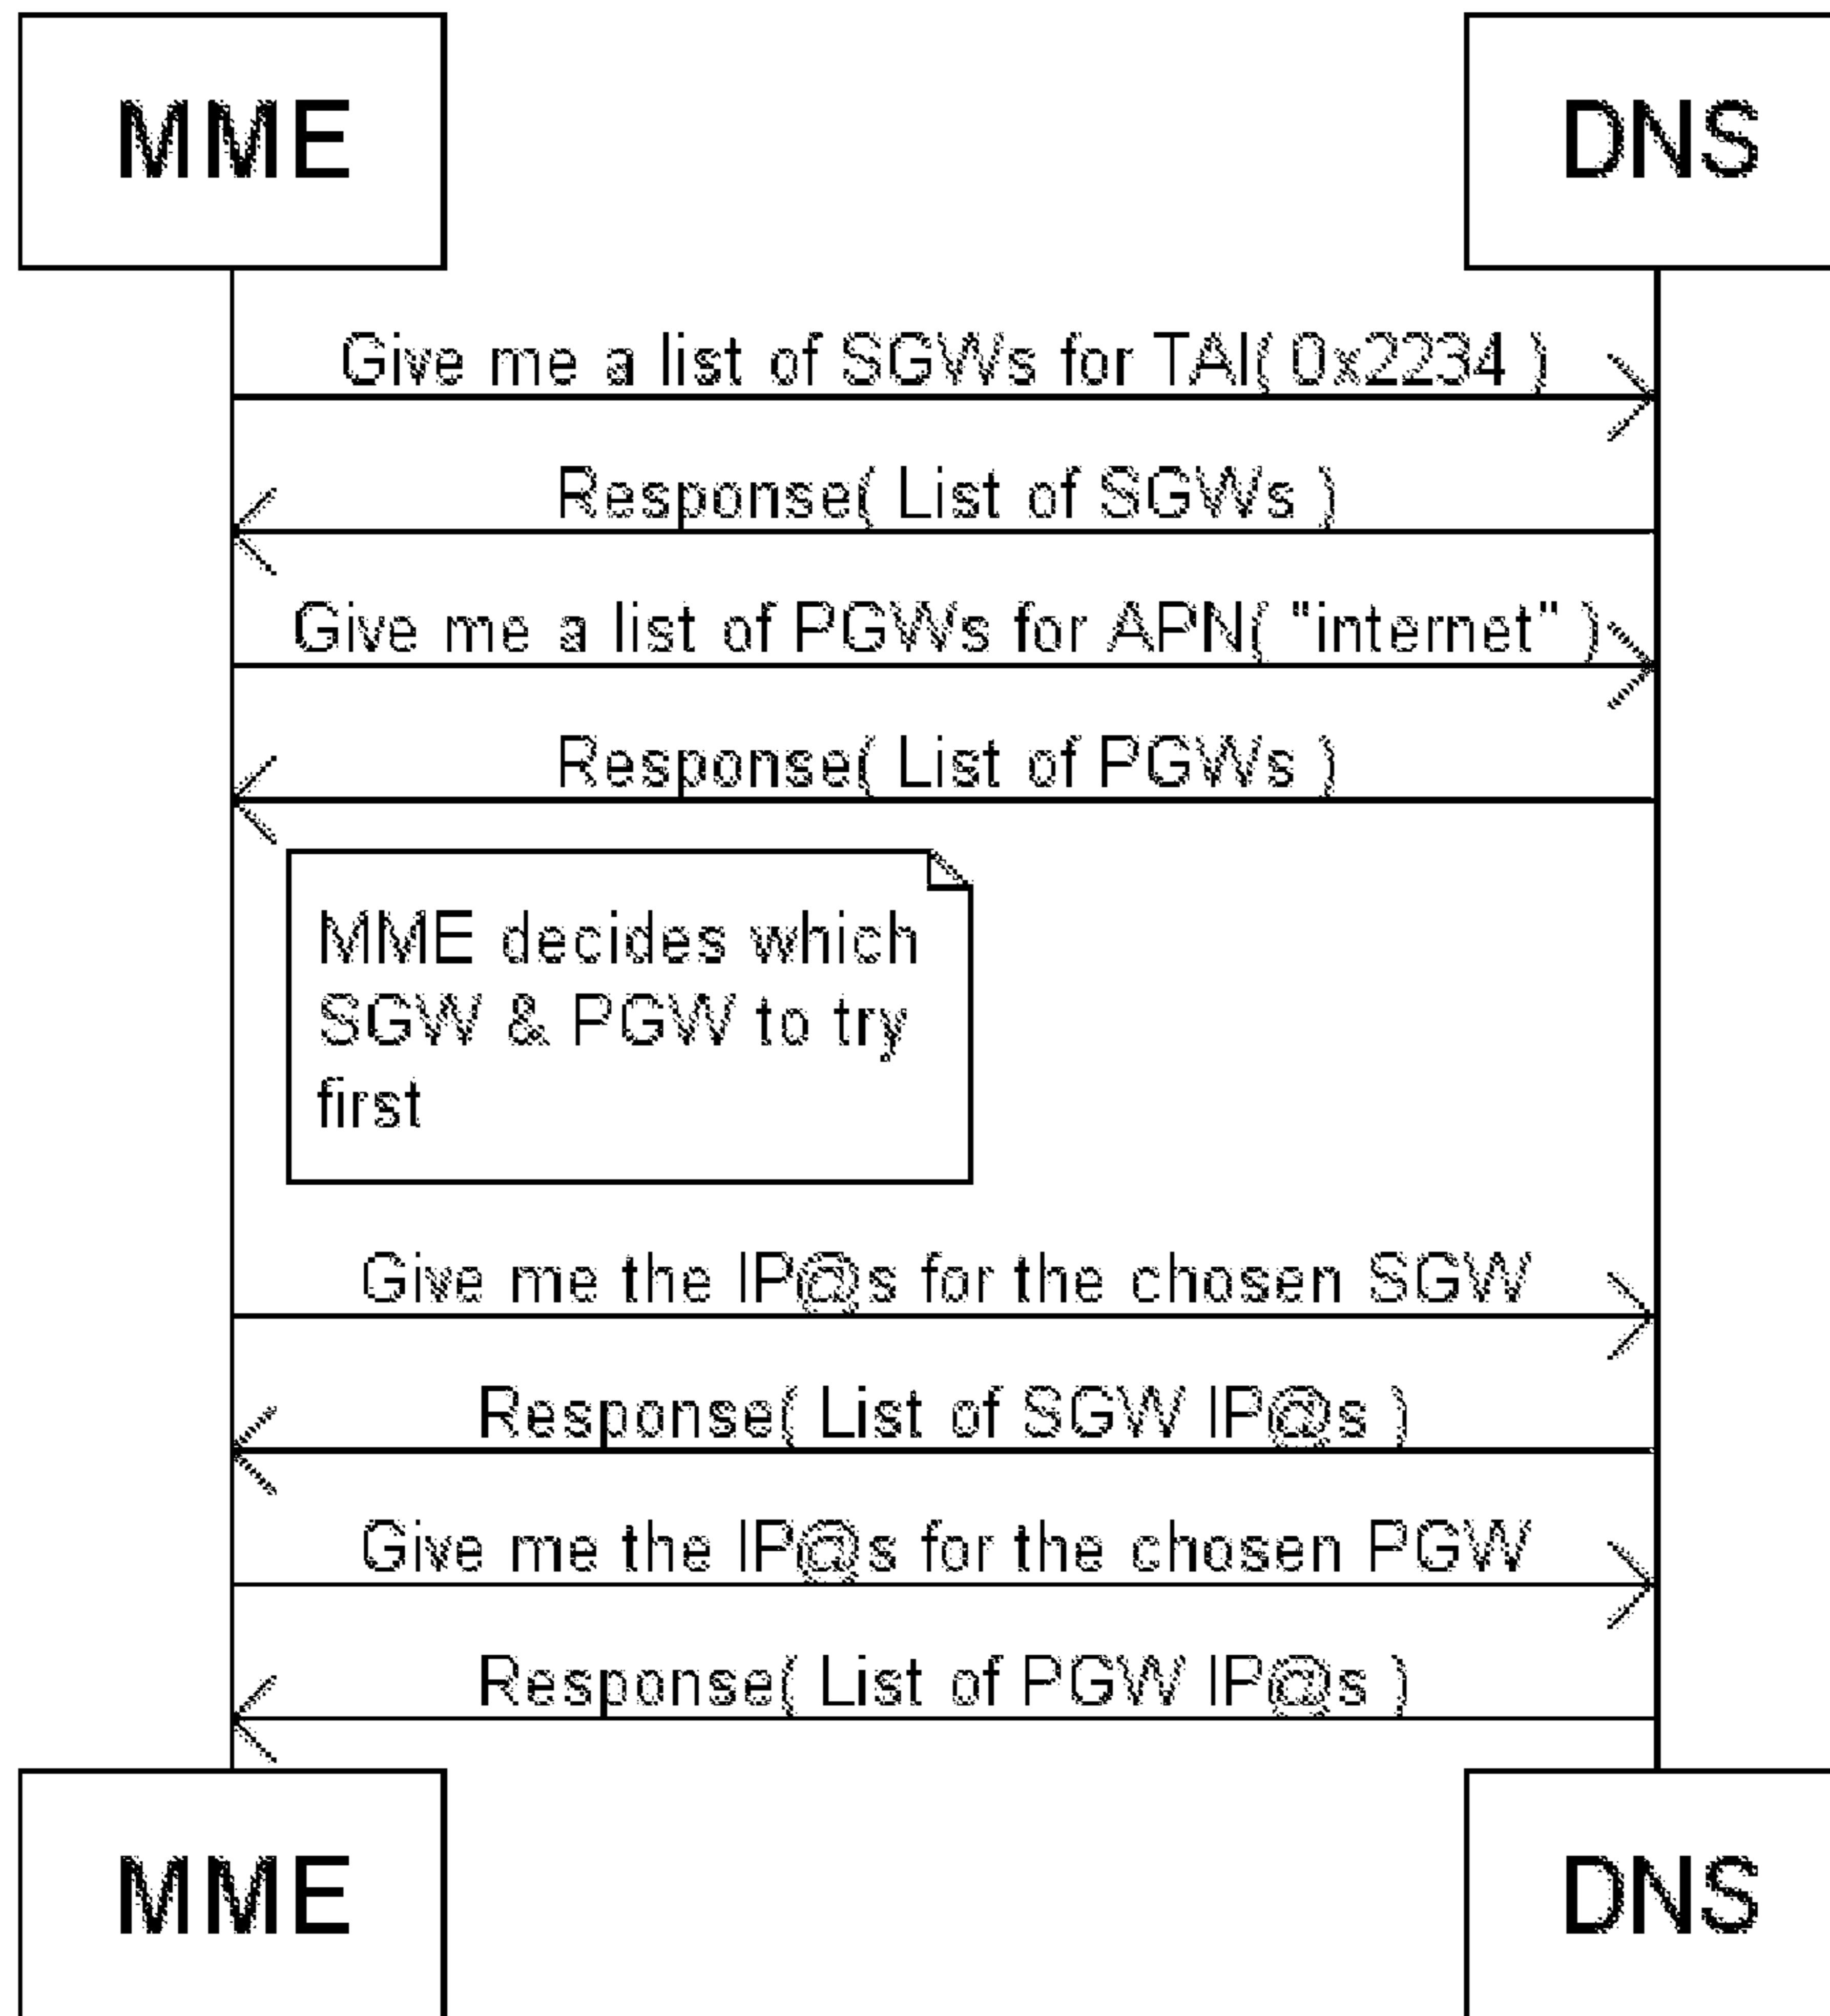 MME
DNS
Give me a list of SGWs for TAI( 0x2234 )
Response( List of SGWs )
Give me a list of PGWs for APN( "internet" )
Response( List of PGWs )
MME decides which
SGW & PGW to try
first
Give me the IP@s for the chosen SGW
Response( List of SGW IP@s )
Give me the IP@s for the chosen PGW
Response( List of PGW IP@s )
MME
DNS